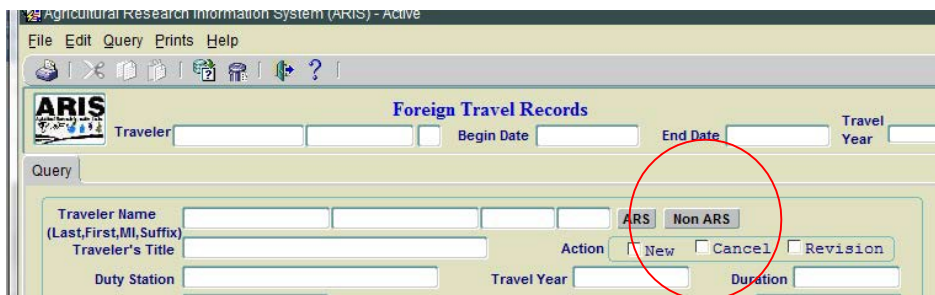 Agricultural Research Information System (ARIS) - Active
File Edit Query Prints Help
ARIS
Foreign Travel Records
Traveler Begin Date End Date Travel Year
Query
Traveler Name ARS Non ARS
(Last,First,MI,Suffix)
Traveler's Title Action New Cancel Revision
Duty Station Travel Year Duration